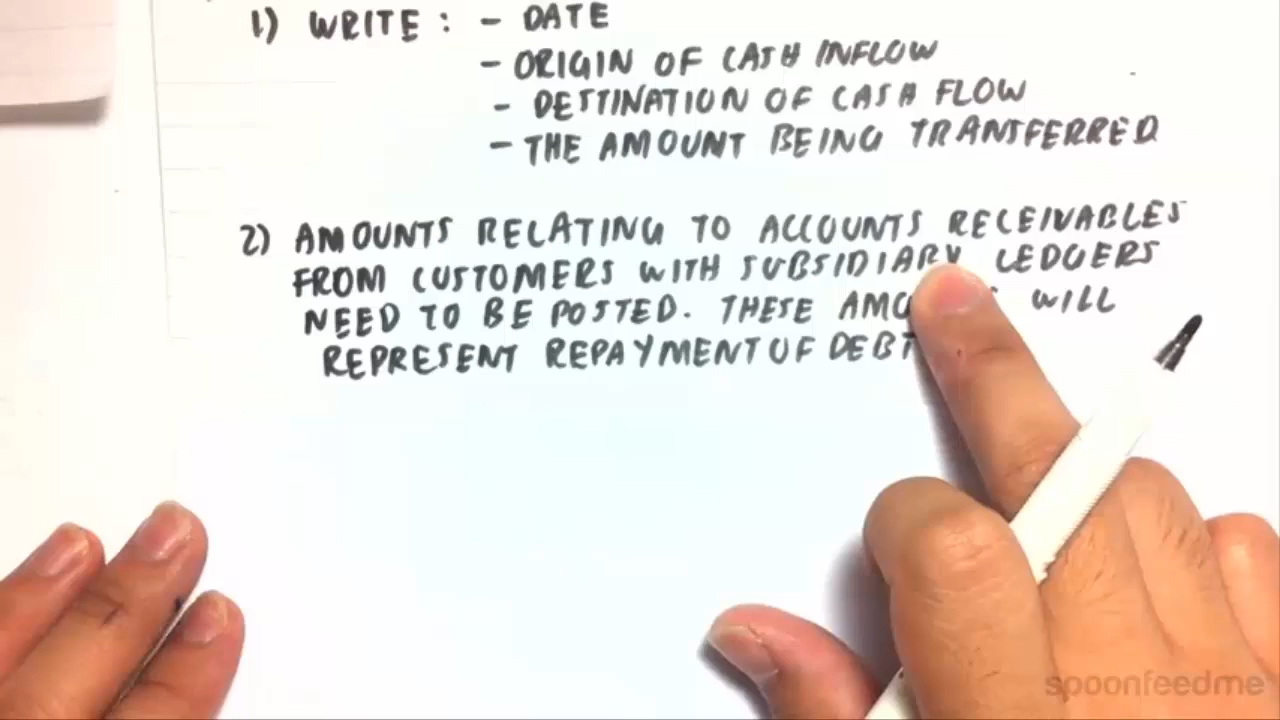 1) WRITE : - DATE
- ORIGIN OF CASH INFLOW
- DESTINATION OF CASH FLOW
- THE AMOUNT BEING TRANSFERRED
2) AMOUNTS RELATING TO ACCOUNTS RECEIVABLES
FROM CUSTOMERS WITH SUBSIDIARY LEDGERS
NEED TO BE POSTED. THESE WILL
REPRESENT REPAYMENT OF DEBT
spoonfeedme